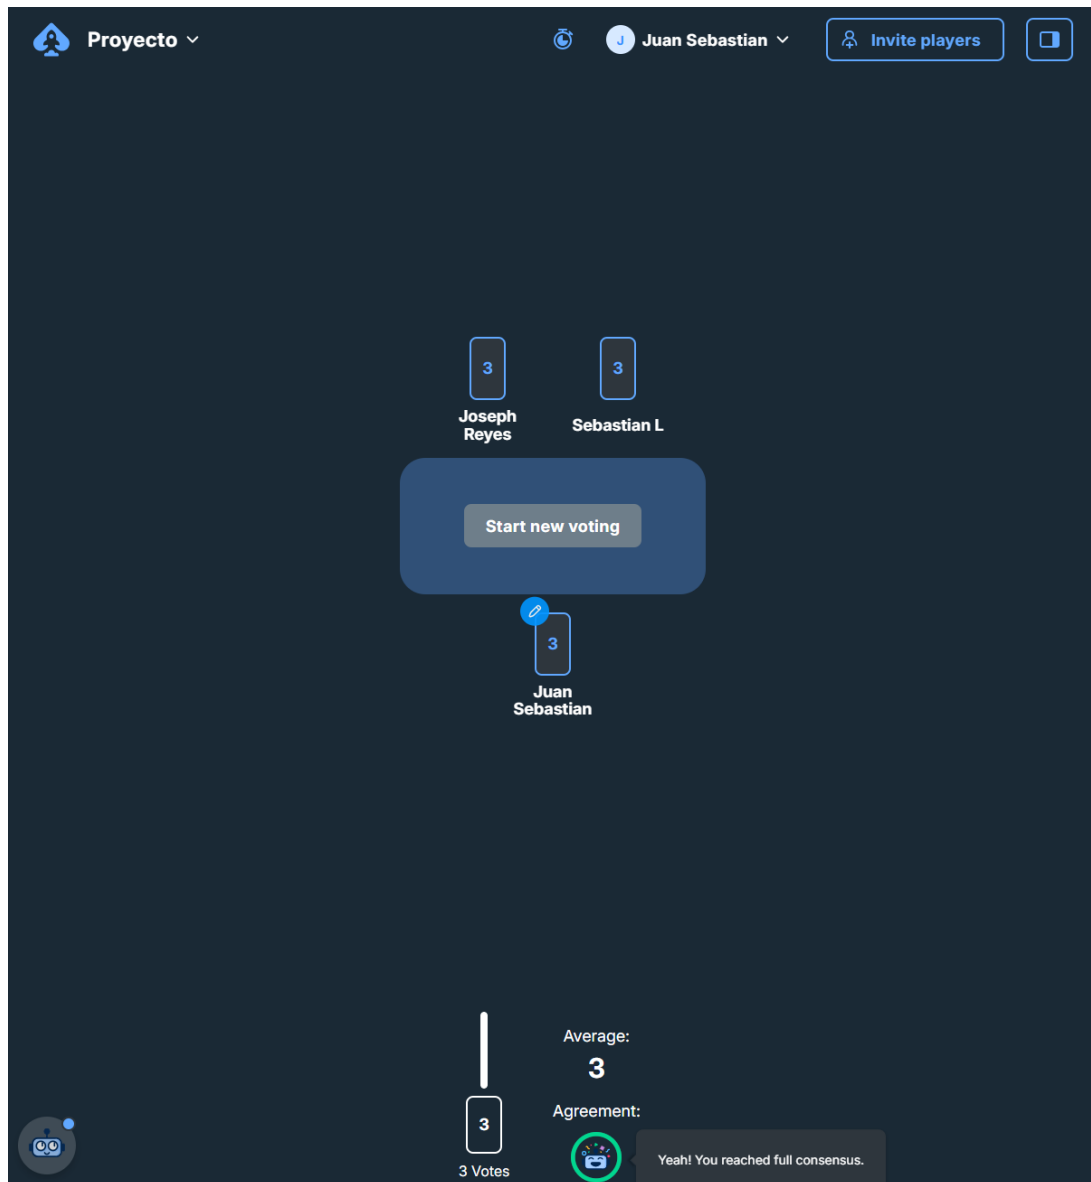 Proyecto
J
Juan Sebastian
Invite players
3
3
Joseph
Reyes
Sebastian L
Start new voting
3
Juan
Sebastian
Average:
3
Agreement:
3
3 Votes
Yeah! You reached full consensus.